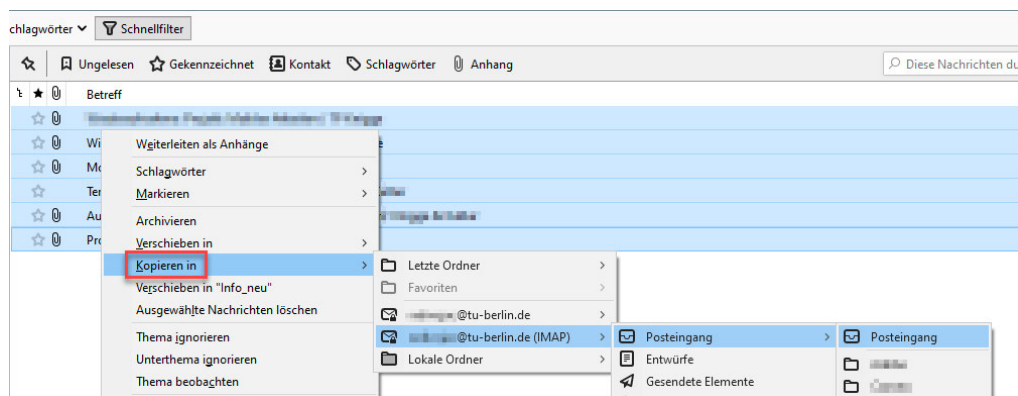 chlagwörter
Schnellfilter
Ungelesen Gekennzeichnet Kontakt Schlagwörter Anhang
Diese Nachrichten du
Betreff
Wi
Mo
Ter
Au
Pro
Weiterleiten als Anhänge
Schlagwörter
Markieren
Archivieren
Verschieben in
Kopieren in
Verschieben in "Info_neu"
Ausgewählte Nachrichten löschen
Thema ignorieren
Unterthema ignorieren
Thema beobachten
Letzte Ordner
Favoriten
@tu-berlin.de
@tu-berlin.de (IMAP)
Lokale Ordner
Posteingang
Entwürfe
Gesendete Elemente
Posteingang